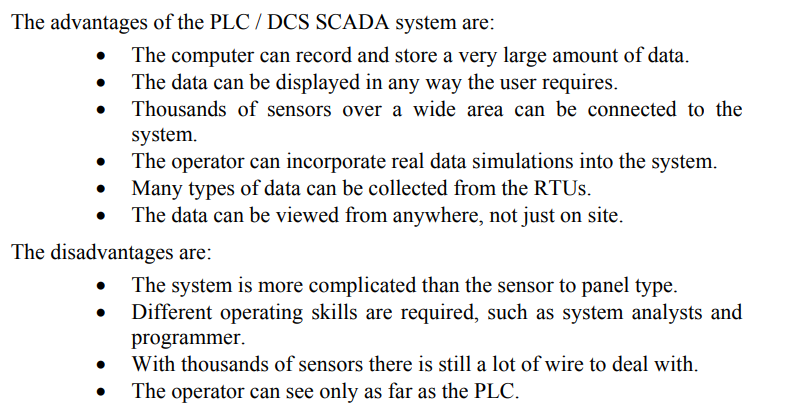 The advantages of the PLC / DCS SCADA system are:
• The computer can record and store a very large amount of data.
• The data can be displayed in any way the user requires.
• Thousands of sensors over a wide area can be connected to the
system.
• The operator can incorporate real data simulations into the system.
• Many types of data can be collected from the RTUs.
• The data can be viewed from anywhere, not just on site.
The disadvantages are:
• The system is more complicated than the sensor to panel type.
• Different operating skills are required, such as system analysts and
programmer.
• With thousands of sensors there is still a lot of wire to deal with.
• The operator can see only as far as the PLC.